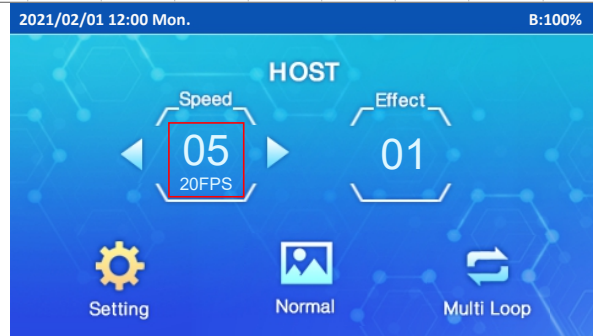 2021/02/01 12:00 Mon. B:100%
HOST
Speed Effect
05 01
20FPS
Setting Normal Multi Loop